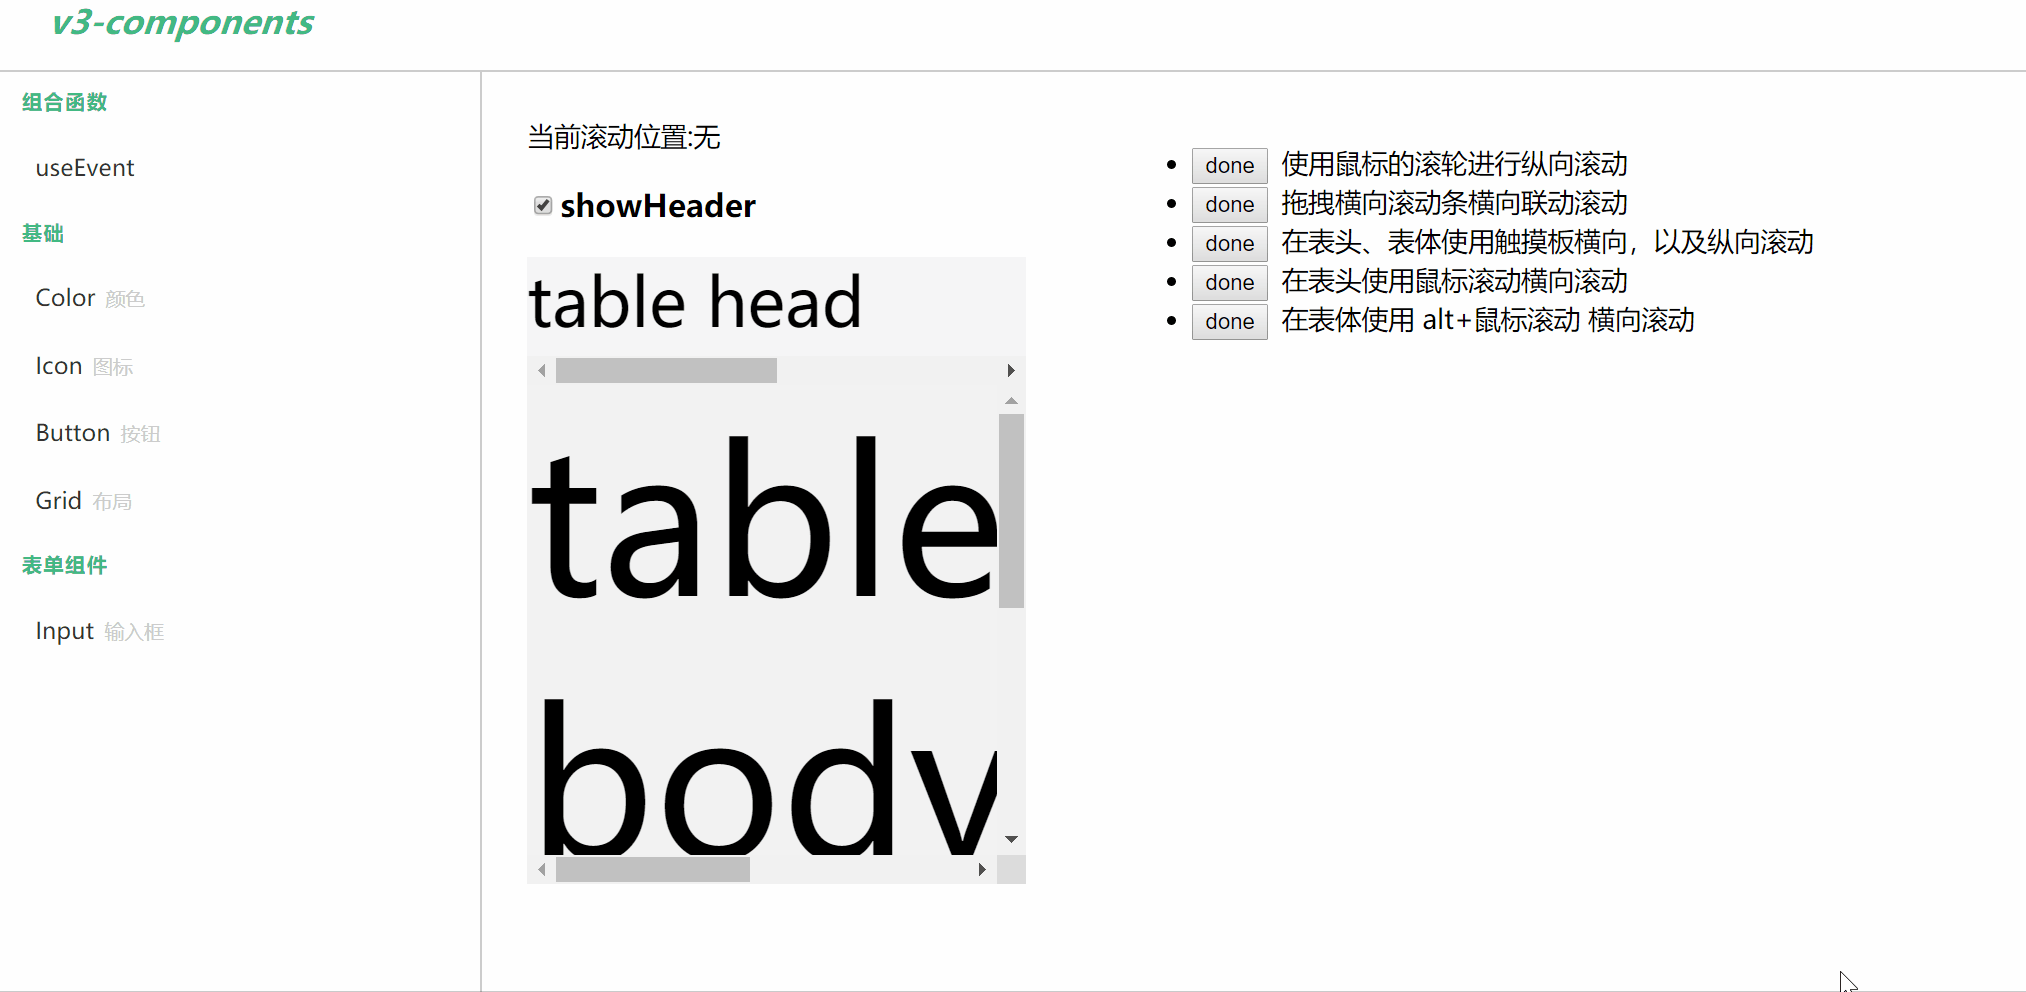 v3-components
组合函数
useEvent
基础
Color 颜色
Icon 图标
Button 按钮
Grid 布局
表单组件
Input 输入框
当前滚动位置:无
showHeader
table head
table
body
done 使用鼠标的滚轮进行纵向滚动
done 拖拽横向滚动条横向联动滚动
done 在表头、表体使用触摸板横向，以及纵向滚动
done 在表头使用鼠标滚动横向滚动
done 在表体使用 alt+鼠标滚动 横向滚动